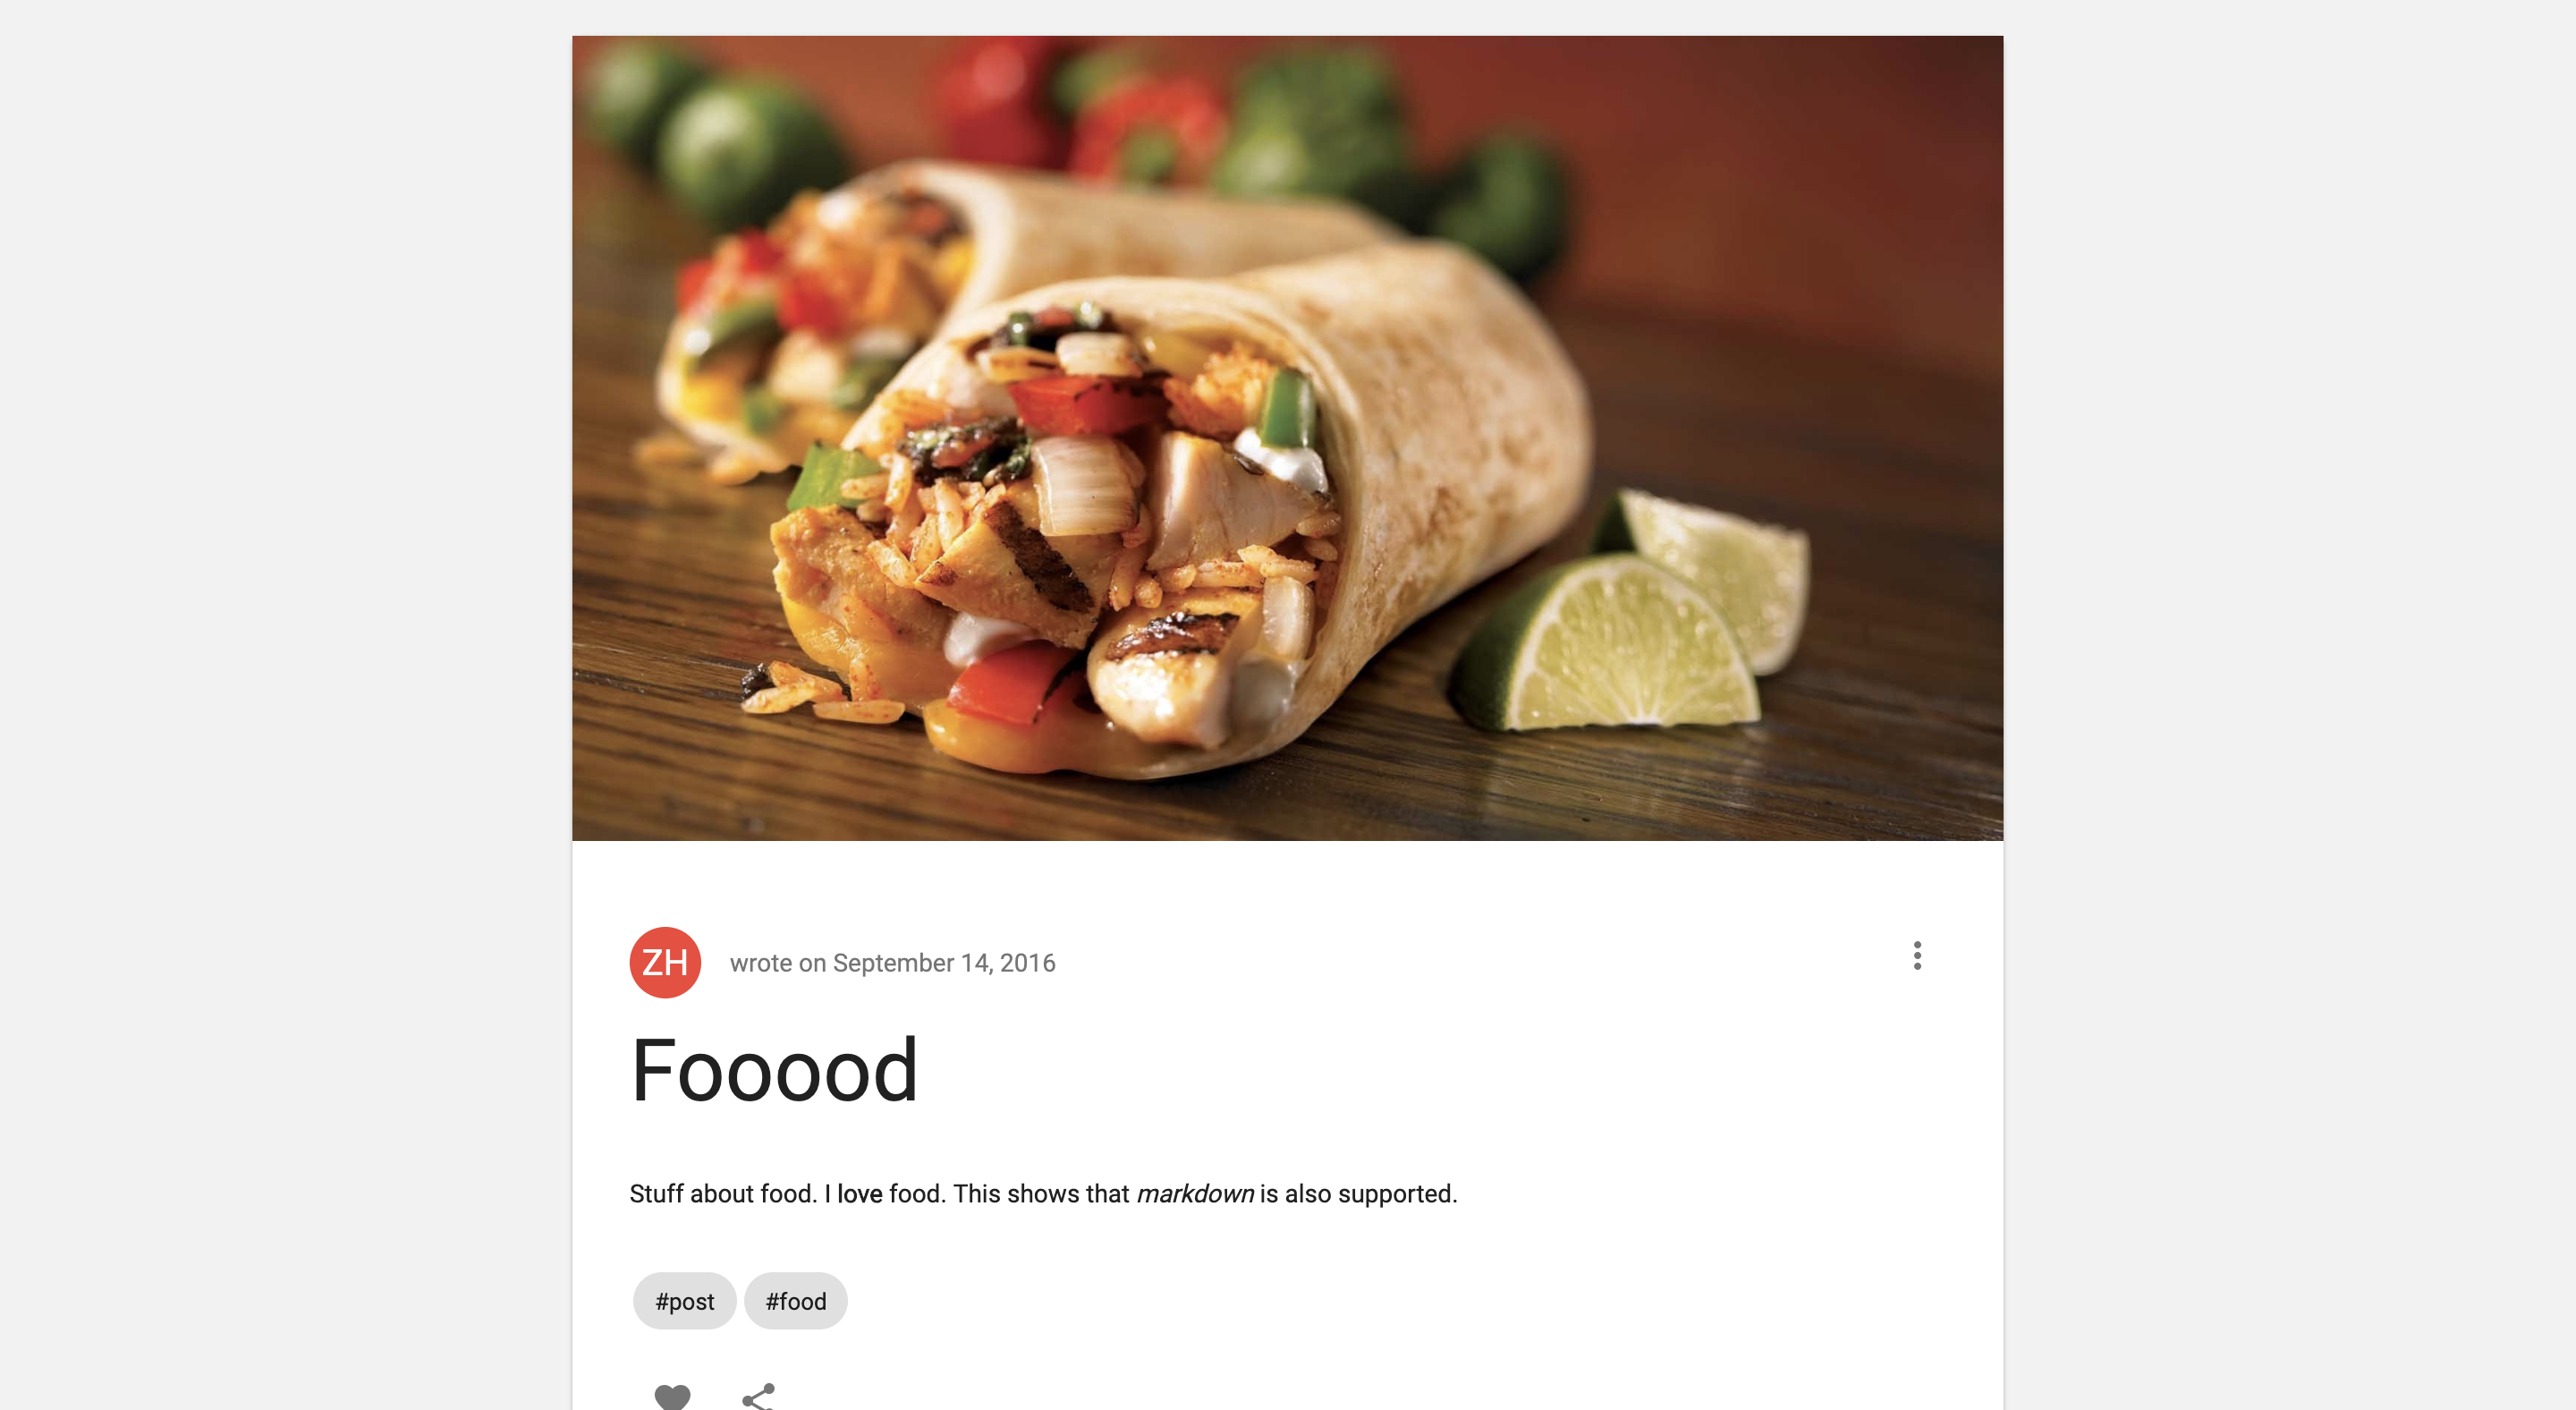 ZH wrote on September 14, 2016
Fooood
Stuff about food. I love food. This shows that markdown is also supported.
#post #food